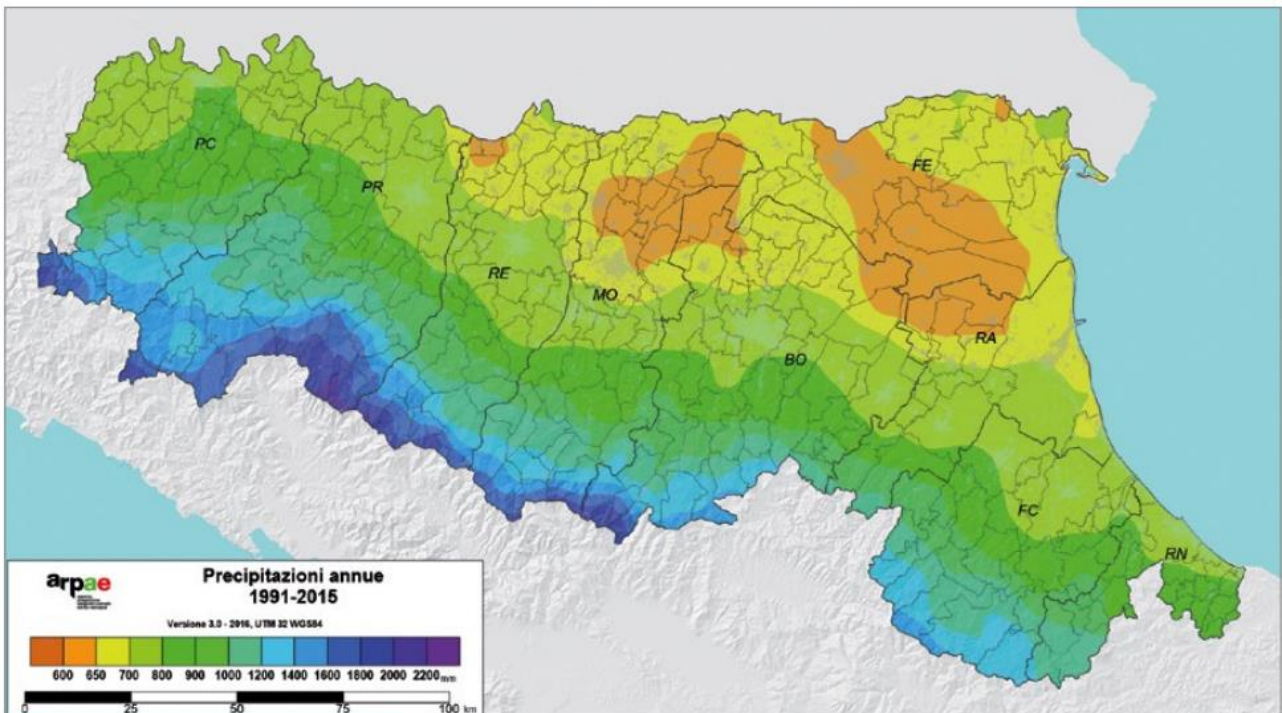 PC
FE
PR
RE
MO
RA
BO
FC
RN
arpae
Precipitazioni annue
1991-2015
Versione 3.0 - 2016, UTM 32 WGS84
600 650 700 800 900 1000 1200 1400 1600 1800 2000 2200 mm
0 25 50 75 100 km